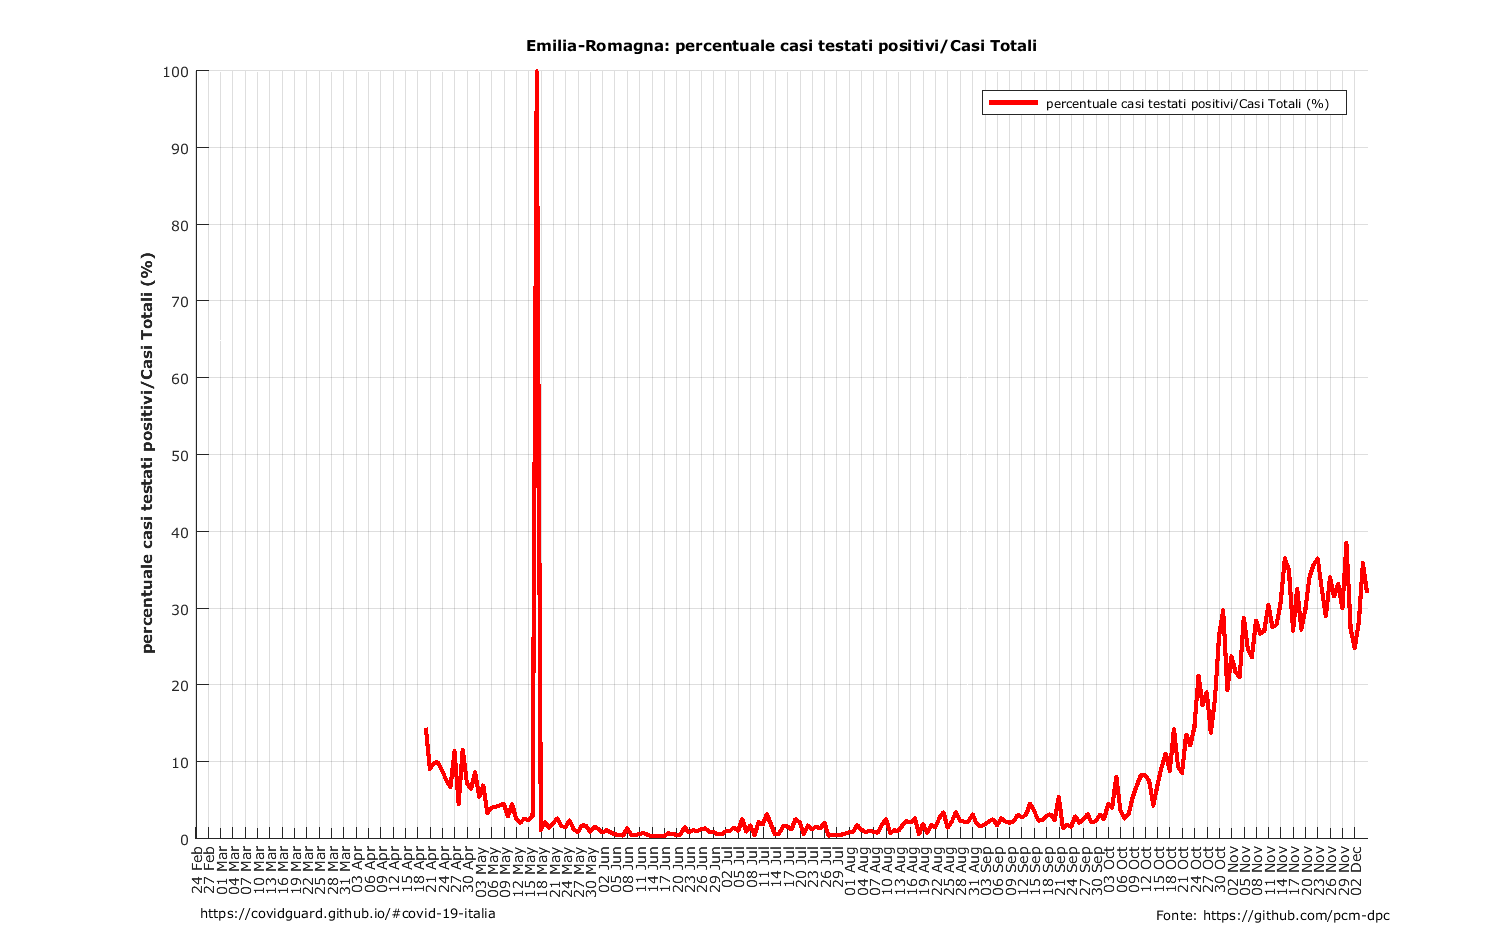 Emilia-Romagna: percentuale casi testati positivi/Casi Totali
percentuale casi testati positivi/Casi Totali (%)
percentuale casi testati positivi/Casi Totali (%)
100
90
80
70
60
50
40
30
20
10
0
24 Feb
27 Feb
01 Mar
04 Mar
07 Mar
10 Mar
13 Mar
16 Mar
19 Mar
22 Mar
25 Mar
28 Mar
31 Mar
03 Apr
06 Apr
09 Apr
12 Apr
15 Apr
18 Apr
21 Apr
24 Apr
27 Apr
30 Apr
03 May
06 May
09 May
12 May
15 May
18 May
21 May
24 May
27 May
30 May
02 Jun
05 Jun
08 Jun
11 Jun
14 Jun
17 Jun
20 Jun
23 Jun
26 Jun
29 Jun
02 Jul
05 Jul
08 Jul
11 Jul
14 Jul
17 Jul
20 Jul
23 Jul
26 Jul
29 Jul
01 Aug
04 Aug
07 Aug
10 Aug
13 Aug
16 Aug
19 Aug
22 Aug
25 Aug
28 Aug
31 Aug
03 Sep
06 Sep
09 Sep
12 Sep
15 Sep
18 Sep
21 Sep
24 Sep
27 Sep
30 Sep
03 Oct
06 Oct
09 Oct
12 Oct
15 Oct
18 Oct
21 Oct
24 Oct
27 Oct
30 Oct
02 Nov
05 Nov
08 Nov
11 Nov
14 Nov
17 Nov
20 Nov
23 Nov
26 Nov
29 Nov
02 Dec
https://covidguard.github.io/#covid-19-italia
Fonte: https://github.com/pcm-dpc